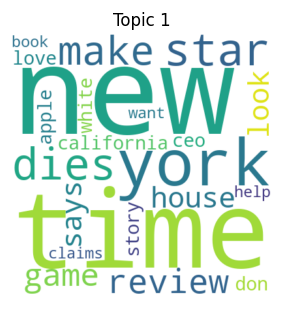 Topic 1
book
love
make
star
new
apple
white
want
look
california
ceo
dies
york
says
house
help
story
claims
time
game
review
don